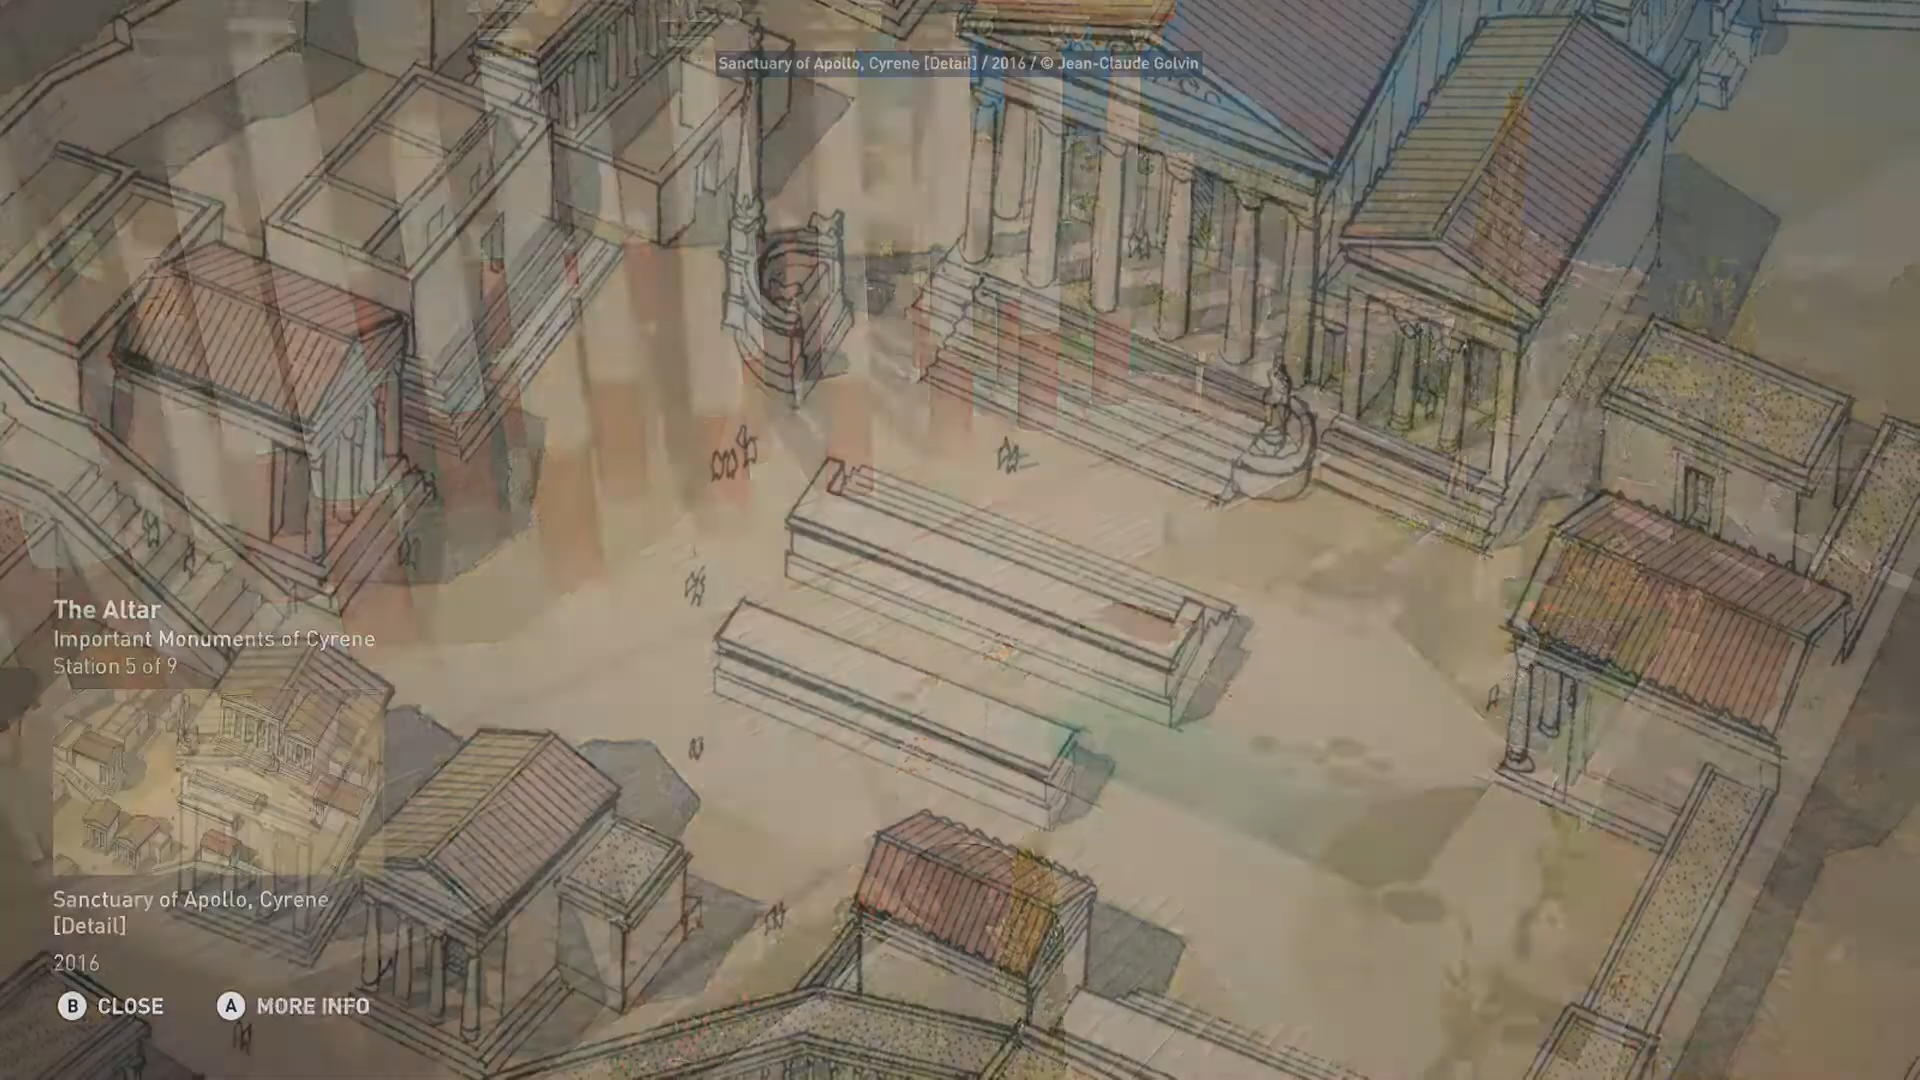 Sanctuary of Apollo, Cyrene [Detail] / 2016 / © Jean-Claude Golvin
The Altar
Important Monuments of Cyrene
Station 5 of 9
Sanctuary of Apollo, Cyrene
[Detail]
2016
B CLOSE A MORE INFO